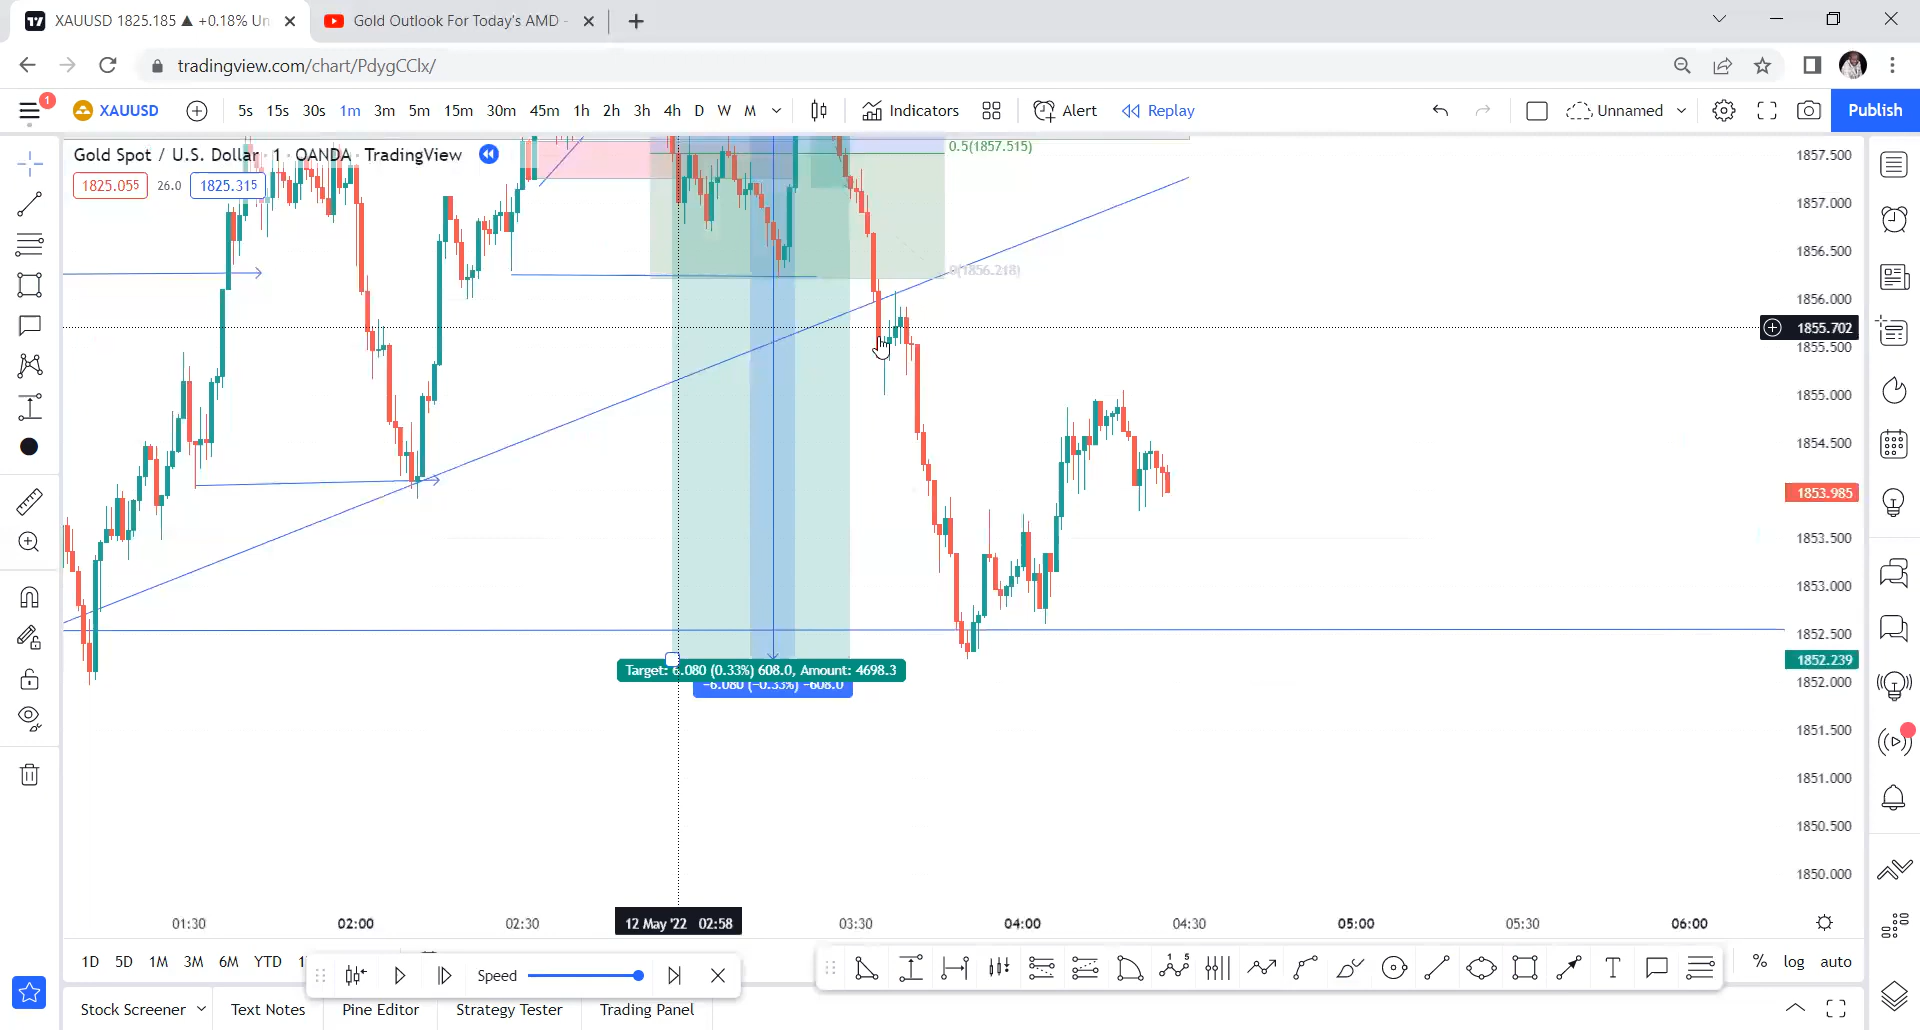 XAUUSD 1825.185 ▲ +0.18% Un
Gold Outlook For Today's AMD -
tradingview.com/chart/PdygCClx/
1
XAUUSD
5s 15s 30s 1m 3m 5m 15m 30m 45m 1h 2h 3h 4h D W M
Indicators
Alert
Replay
Unnamed
Publish
Gold Spot / U.S. Dollar · 1 · OANDA · TradingView
1825.055 26.0 1825.315
0.5(1857.515)
0(1856.218)
1857.500
1857.000
1856.500
1856.000
1855.702
1855.500
1855.000
1854.500
1853.985
1853.500
1853.000
1852.500
1852.239
1852.000
1851.500
1851.000
1850.500
1850.000
Target: 6.080 (0.33%) 608.0, Amount: 4698.3
−6.080 (−0.33%) −608.0
01:30 02:00 02:30 12 May '22 02:58 03:30 04:00 04:30 05:00 05:30 06:00
1D 5D 1M 3M 6M YTD
Speed
% log auto
Stock Screener Text Notes Pine Editor Strategy Tester Trading Panel